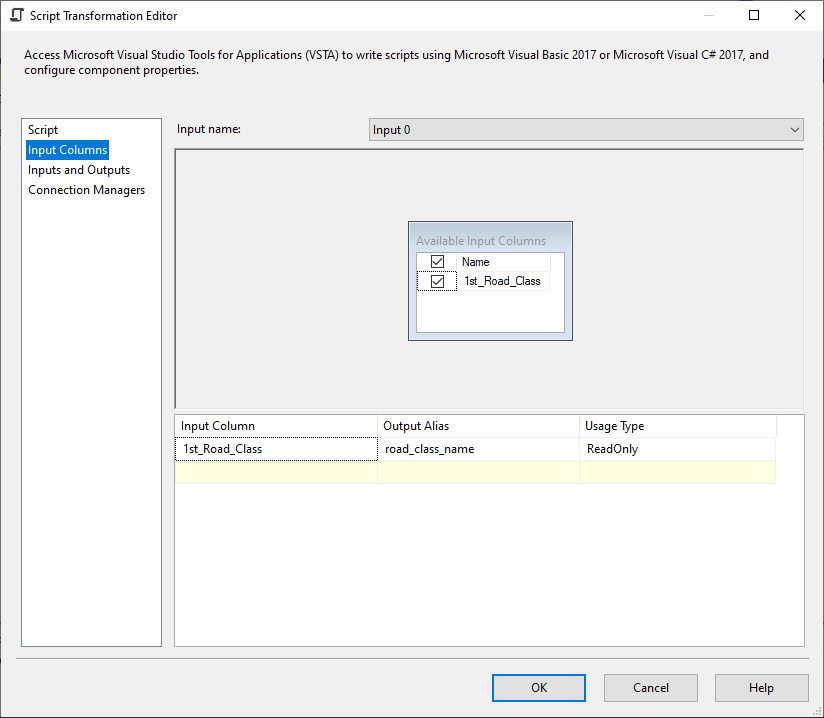 Script Transformation Editor
Access Microsoft Visual Studio Tools for Applications (VSTA) to write scripts using Microsoft Visual Basic 2017 or Microsoft Visual C# 2017, and
configure component properties.
Script
Input Columns
Inputs and Outputs
Connection Managers
Input name:
Input 0
Available Input Columns
Name
1st_Road_Class
Input Column Output Alias Usage Type
1st_Road_Class road_class_name ReadOnly
OK Cancel Help